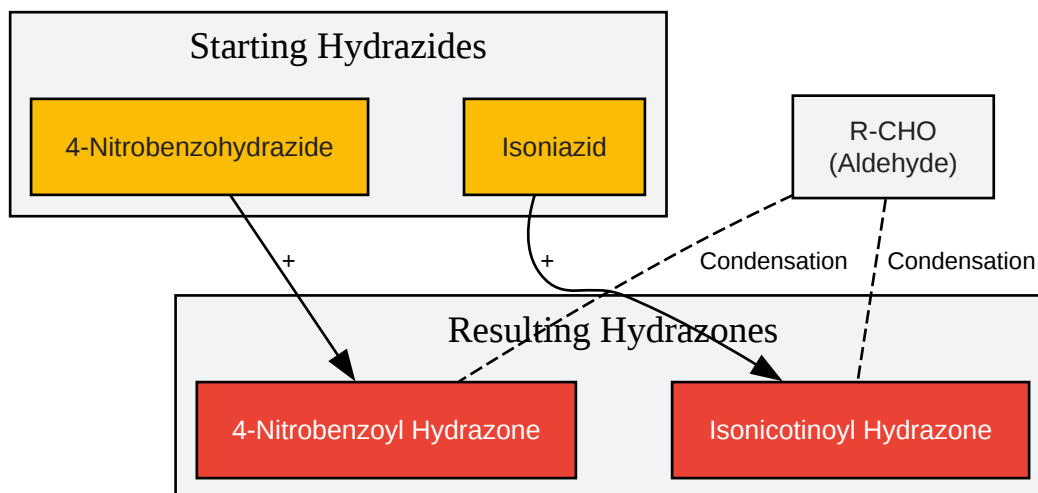 Starting Hydrazides
4-Nitrobenzohydrazide
Isoniazid
R-CHO
(Aldehyde)
+
+
Condensation
Condensation
Resulting Hydrazones
4-Nitrobenzoyl Hydrazone
Isonicotinoyl Hydrazone